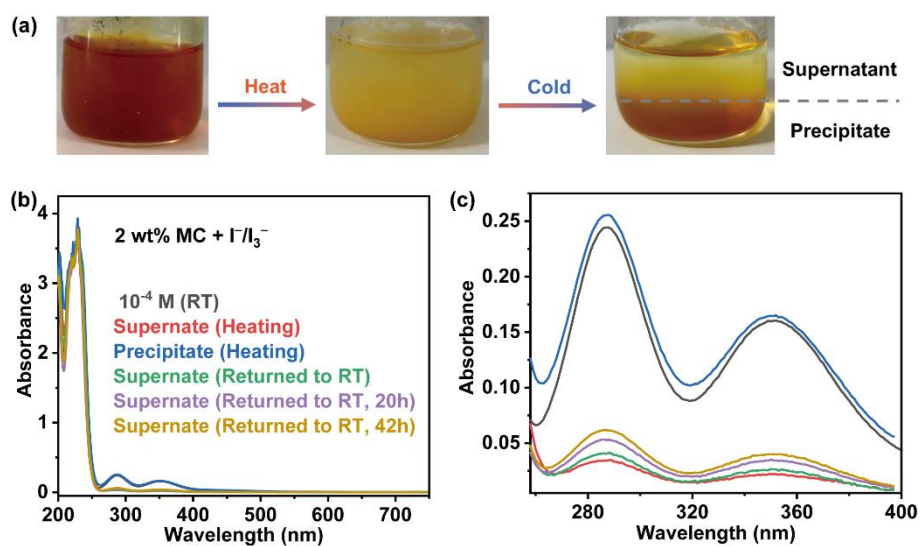 (a)
Heat
Cold
Supernatant
Precipitate
(b)
4
3
2
1
0
Absorbance
2 wt% MC + I⁻/I₃⁻
10⁻⁴ M (RT)
Supernate (Heating)
Precipitate (Heating)
Supernate (Returned to RT)
Supernate (Returned to RT, 20h)
Supernate (Returned to RT, 42h)
200 300 400 500 600 700
Wavelength (nm)
(c)
0.25
0.20
0.15
0.10
0.05
Absorbance
280 320 360 400
Wavelength (nm)